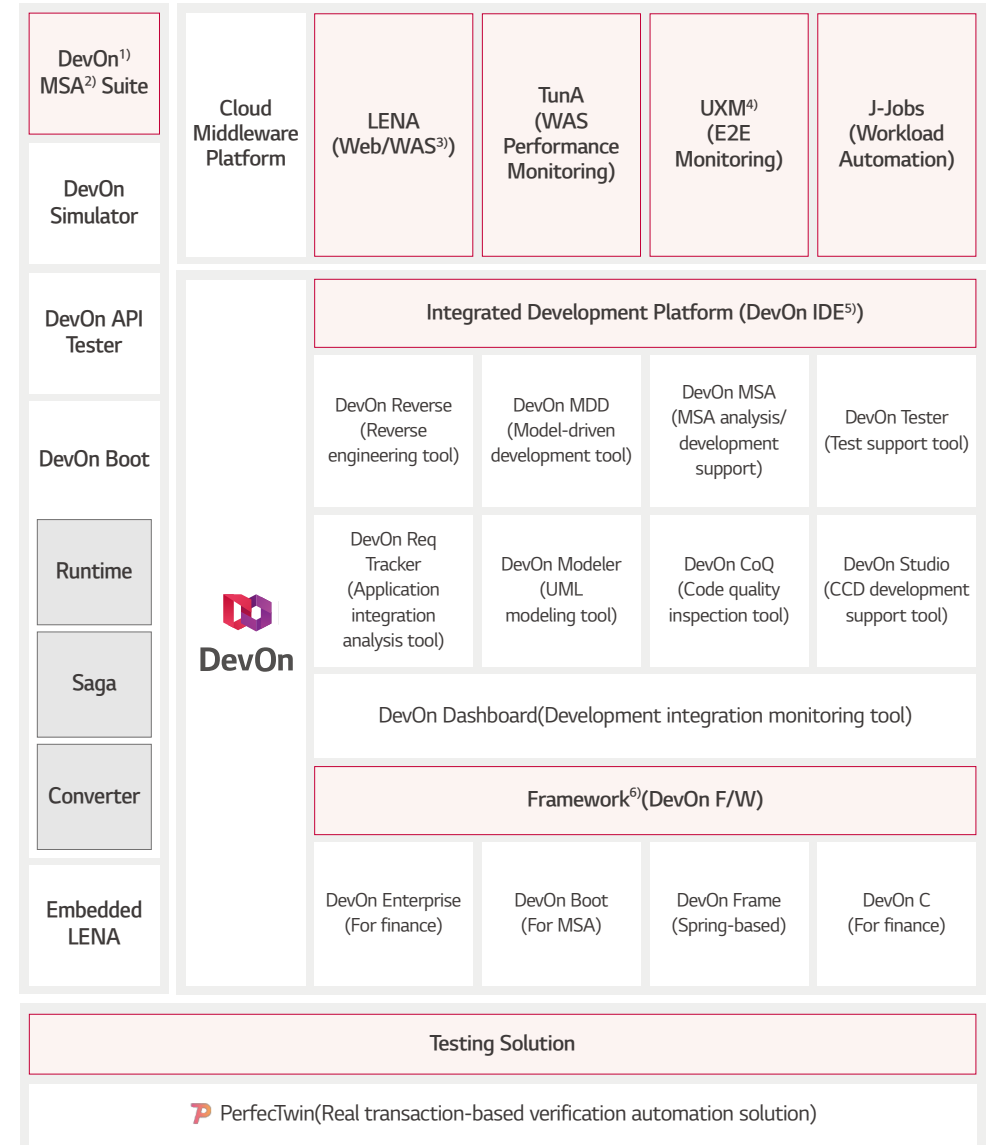 DevOn1)
MSA2) Suite
DevOn
Simulator
DevOn API
Tester
DevOn Boot
Runtime
Saga
Converter
Embedded
LENA
Cloud
Middleware
Platform
LENA
(Web/WAS3))
TunA
(WAS
Performance
Monitoring)
UXM4)
(E2E
Monitoring)
J-Jobs
(Workload
Automation)
DevOn
Integrated Development Platform (DevOn IDE5))
DevOn Reverse
(Reverse
engineering tool)
DevOn MDD
(Model-driven
development tool)
DevOn MSA
(MSA analysis/
development
support)
DevOn Tester
(Test support tool)
DevOn Req
Tracker
(Application
integration
analysis tool)
DevOn Modeler
(UML
modeling tool)
DevOn CoQ
(Code quality
inspection tool)
DevOn Studio
(CCD development
support tool)
DevOn Dashboard(Development integration monitoring tool)
Framework6)(DevOn F/W)
DevOn Enterprise
(For finance)
DevOn Boot
(For MSA)
DevOn Frame
(Spring-based)
DevOn C
(For finance)
Testing Solution
PerfecTwin(Real transaction-based verification automation solution)